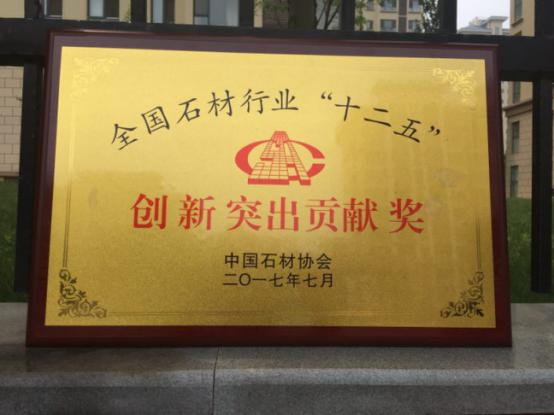 全国石材行业“十二五”
创新突出贡献奖
中国石材协会
二〇一七年七月